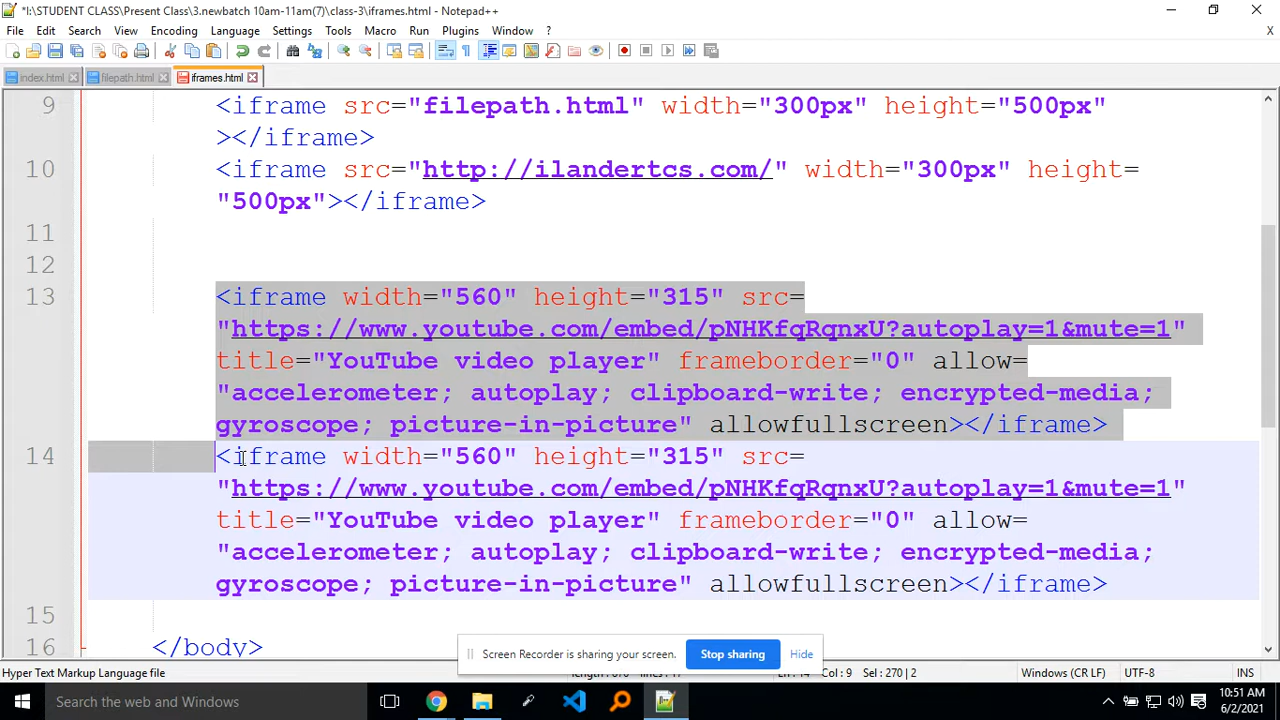 *I:\STUDENT CLASS\Present Class\3.newbatch 10am-11am(7)\class-3\iframes.html - Notepad++
File Edit Search View Encoding Language Settings Tools Macro Run Plugins Window ? X
index.html filepath.html iframes.html
9 <iframe src="filepath.html" width="300px" height="500px"
></iframe>
10 <iframe src="http://ilandertcs.com/" width="300px" height=
"500px"></iframe>
11
12
13 <iframe width="560" height="315" src=
"https://www.youtube.com/embed/pNHKfqRqnxU?autoplay=1&mute=1"
title="YouTube video player" frameborder="0" allow=
"accelerometer; autoplay; clipboard-write; encrypted-media;
gyroscope; picture-in-picture" allowfullscreen></iframe>
14 <iframe width="560" height="315" src=
"https://www.youtube.com/embed/pNHKfqRqnxU?autoplay=1&mute=1"
title="YouTube video player" frameborder="0" allow=
"accelerometer; autoplay; clipboard-write; encrypted-media;
gyroscope; picture-in-picture" allowfullscreen></iframe>
15
16 </body>
Screen Recorder is sharing your screen. Stop sharing Hide
Hyper Text Markup Language file Ln : 14 Col : 9 Sel : 270 | 2 Windows (CR LF) UTF-8 INS
Search the web and Windows
10:51 AM
6/2/2021